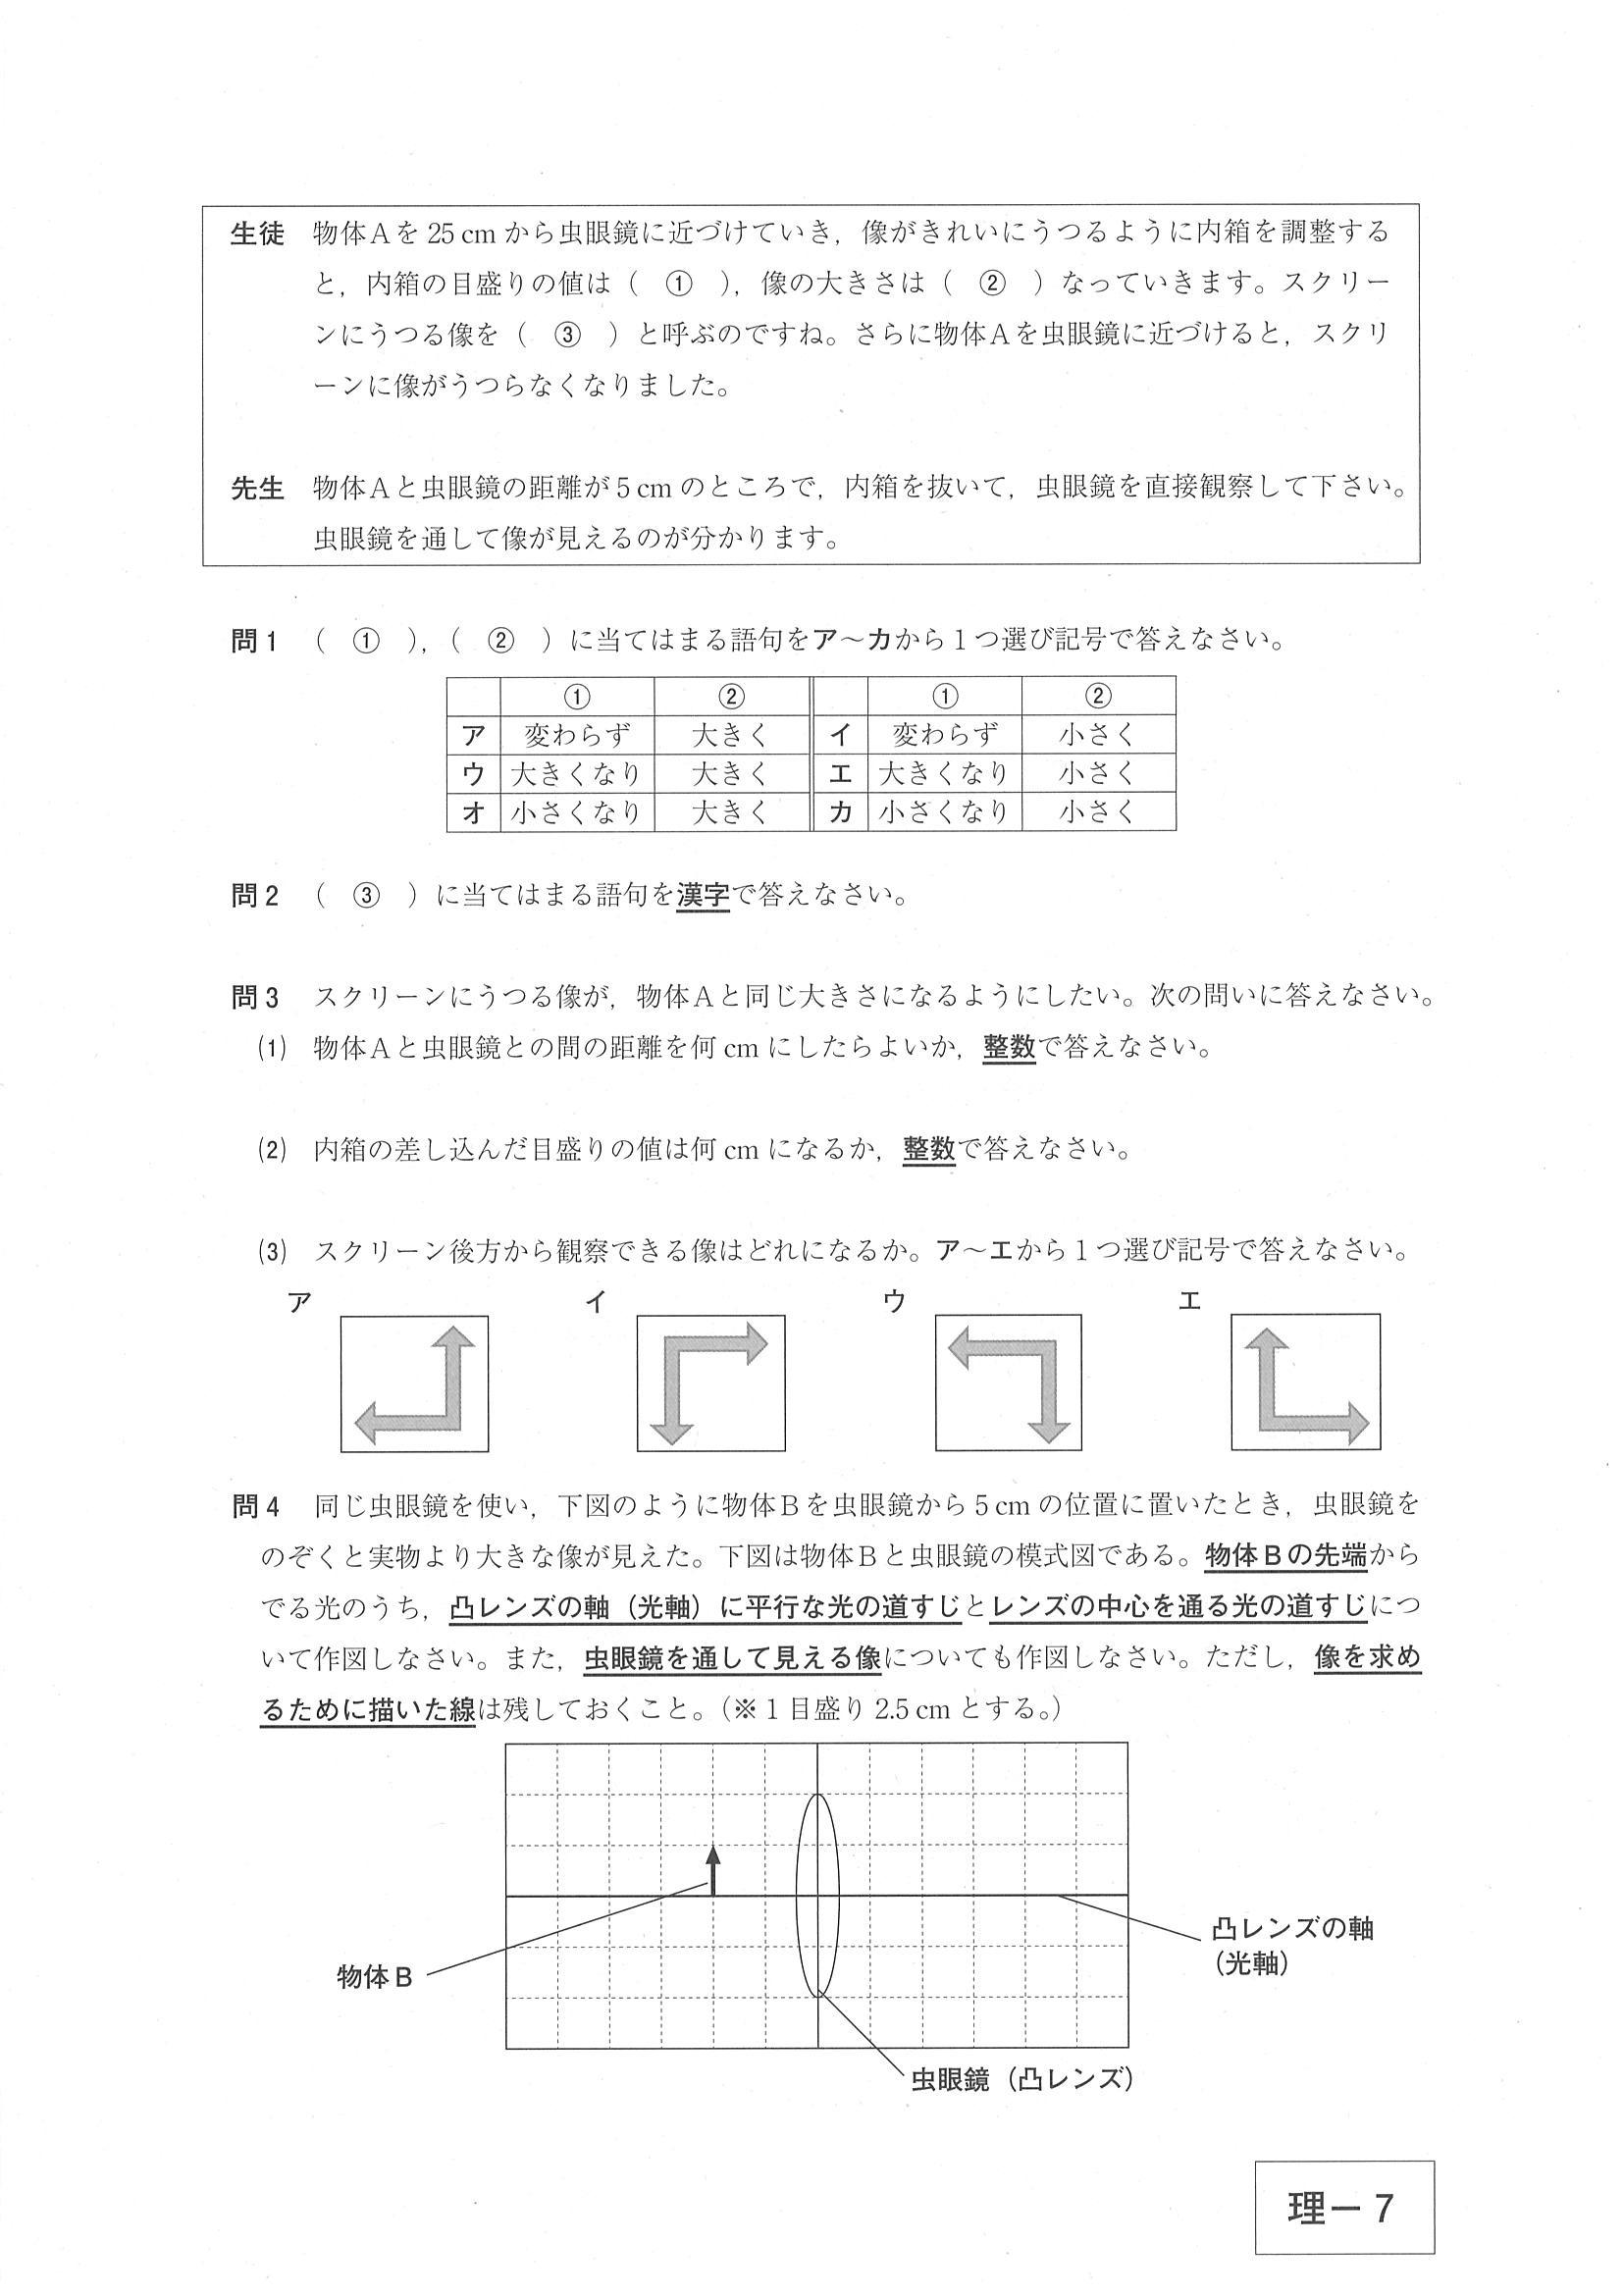 生徒　物体Ａを25 cmから虫眼鏡に近づけていき，像がきれいにうつるように内箱を調整する
と，内箱の目盛りの値は（　①　），像の大きさは（　②　）なっていきます。スクリー
ンにうつる像を（　③　）と呼ぶのですね。さらに物体Ａを虫眼鏡に近づけると，スクリ
ーンに像がうつらなくなりました。
先生　物体Ａと虫眼鏡の距離が5 cmのところで，内箱を抜いて，虫眼鏡を直接観察して下さい。
虫眼鏡を通して像が見えるのが分かります。
問1　（　①　），（　②　）に当てはまる語句をア～カから１つ選び記号で答えなさい。
①　②　①　②
ア　変わらず　大きく　イ　変わらず　小さく
ウ　大きくなり　大きく　エ　大きくなり　小さく
オ　小さくなり　大きく　カ　小さくなり　小さく
問2　（　③　）に当てはまる語句を漢字で答えなさい。
問3　スクリーンにうつる像が，物体Ａと同じ大きさになるようにしたい。次の問いに答えなさい。
(1)　物体Ａと虫眼鏡との間の距離を何cmにしたらよいか，整数で答えなさい。
(2)　内箱の差し込んだ目盛りの値は何cmになるか，整数で答えなさい。
(3)　スクリーン後方から観察できる像はどれになるか。ア～エから１つ選び記号で答えなさい。
ア　イ　ウ　エ
問4　同じ虫眼鏡を使い，下図のように物体Ｂを虫眼鏡から5 cmの位置に置いたとき，虫眼鏡を
のぞくと実物より大きな像が見えた。下図は物体Ｂと虫眼鏡の模式図である。物体Ｂの先端から
でる光のうち，凸レンズの軸（光軸）に平行な光の道すじとレンズの中心を通る光の道すじにつ
いて作図しなさい。また，虫眼鏡を通して見える像についても作図しなさい。ただし，像を求め
るために描いた線は残しておくこと。（※１目盛り2.5 cmとする。）
物体Ｂ
凸レンズの軸
（光軸）
虫眼鏡（凸レンズ）
理－7